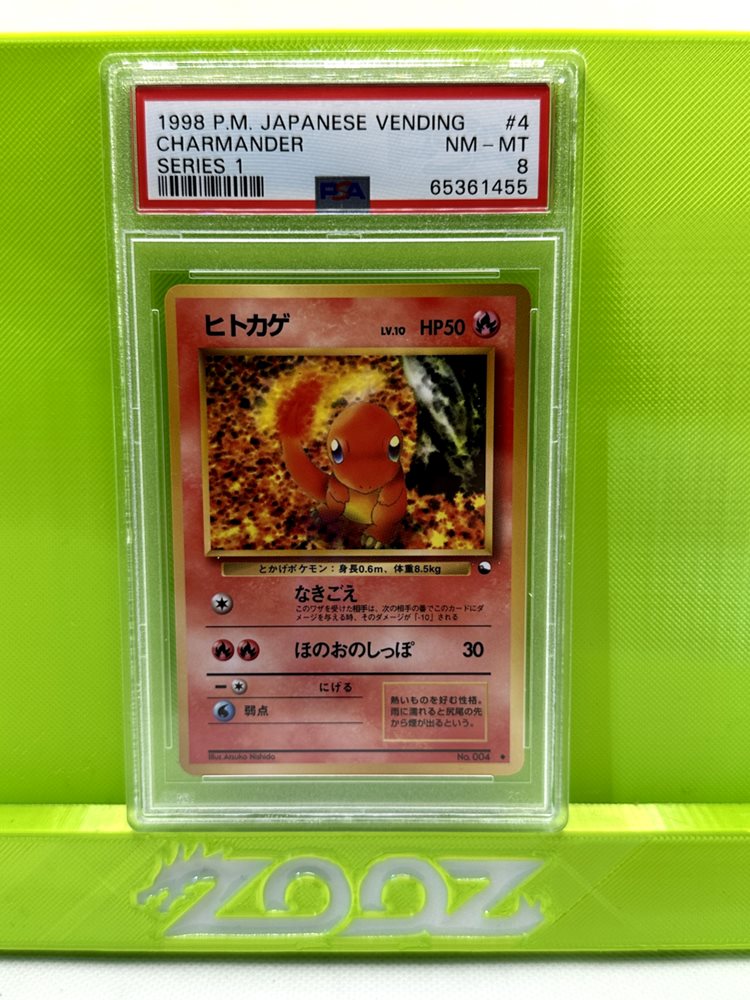 1998 P.M. JAPANESE VENDING #4
CHARMANDER NM - MT
SERIES 1 8
PSA 65361455
ヒトカゲ LV.10 HP50
とかげポケモン：身長0.6m、体重8.5kg
なきごえ
このワザを受けた相手は、次の相手の番でこのカードにダ
メージを与える時、そのダメージが「-10」される
ほのおのしっぽ 30
にげる
弱点
熱いものを好む性格。
雨に濡れると尻尾の先
から煙が出るという。
Illus.Atsuko Nishida No. 004 ●
ZOOZ